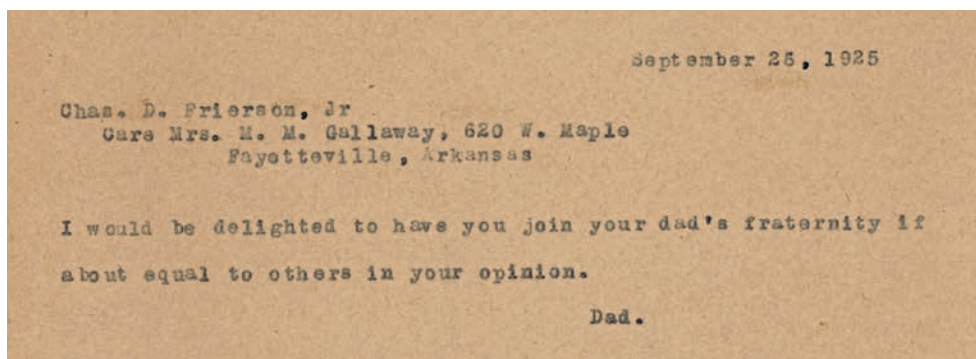 September 26, 1925
Chas. D. Frierson, Jr
Care Mrs. M. M. Gallaway, 620 W. Maple
Fayetteville, Arkansas
I would be delighted to have you join your dad's fraternity if
about equal to others in your opinion.
Dad.